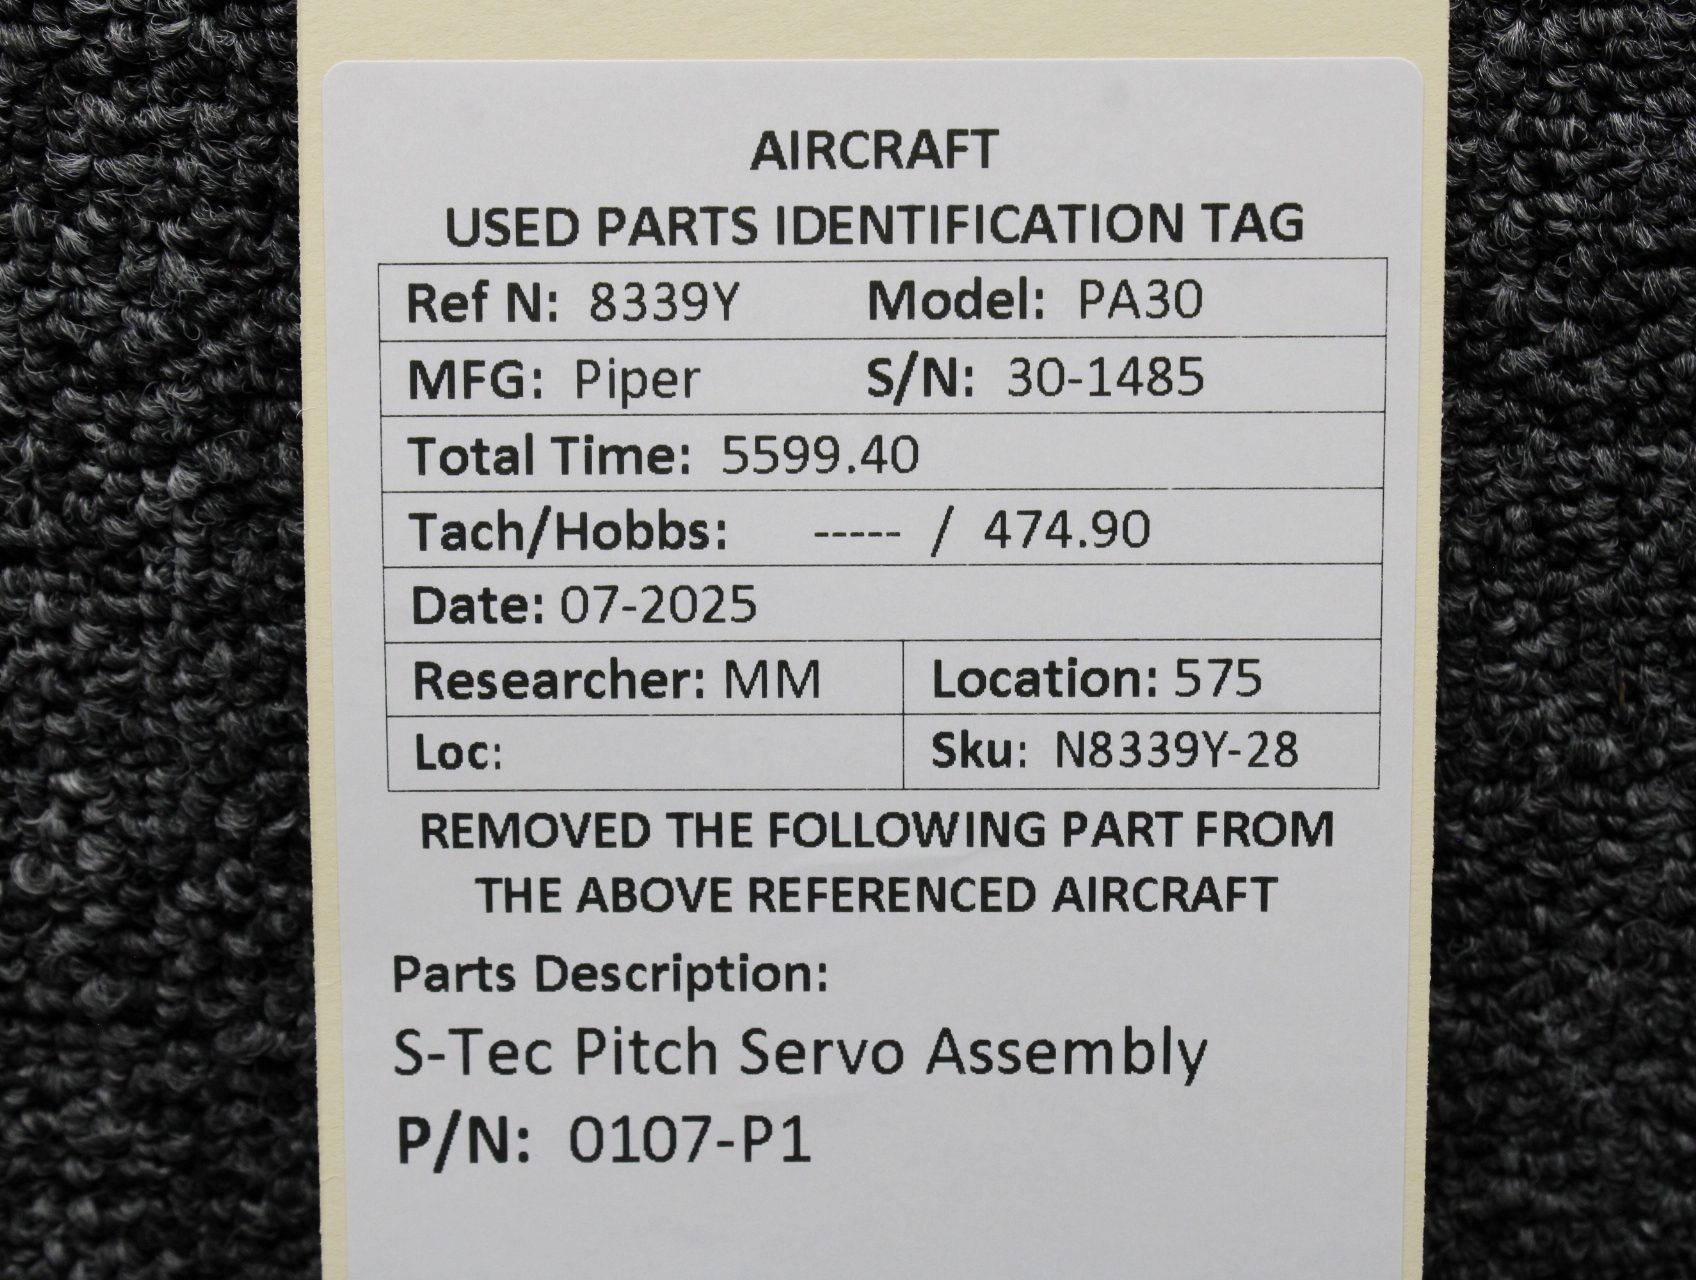 AIRCRAFT
USED PARTS IDENTIFICATION TAG
Ref N: 8339Y Model: PA30
MFG: Piper S/N: 30-1485
Total Time: 5599.40
Tach/Hobbs: ----- / 474.90
Date: 07-2025
Researcher: MM Location: 575
Loc: Sku: N8339Y-28
REMOVED THE FOLLOWING PART FROM
THE ABOVE REFERENCED AIRCRAFT
Parts Description:
S-Tec Pitch Servo Assembly
P/N: 0107-P1